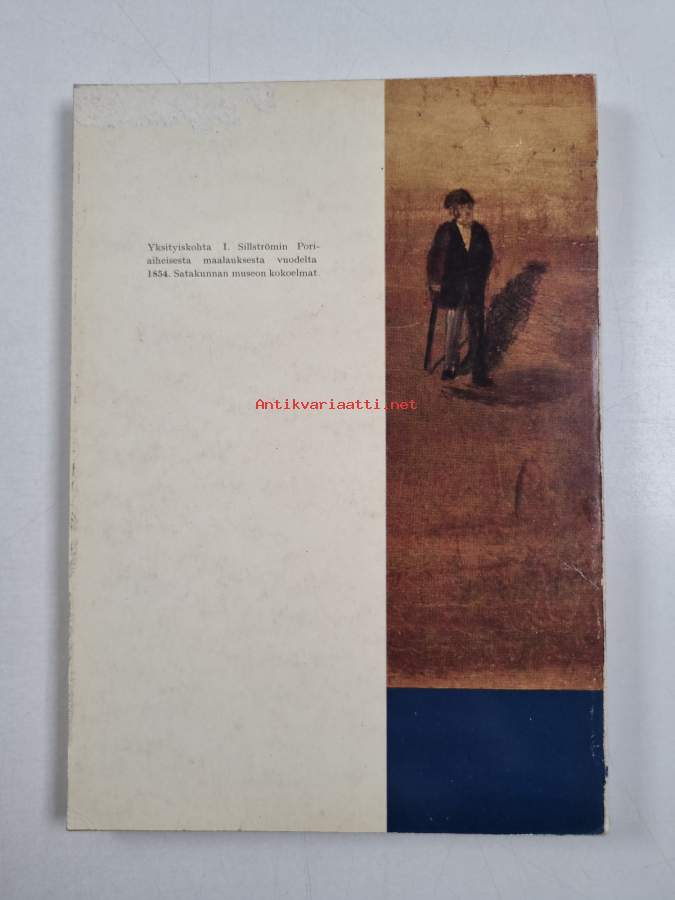 Yksityiskohta I. Sillströmin Pori-
aiheisesta maalauksesta vuodelta
1854. Satakunnan museon kokoelmat.
Antikvariaatti.net